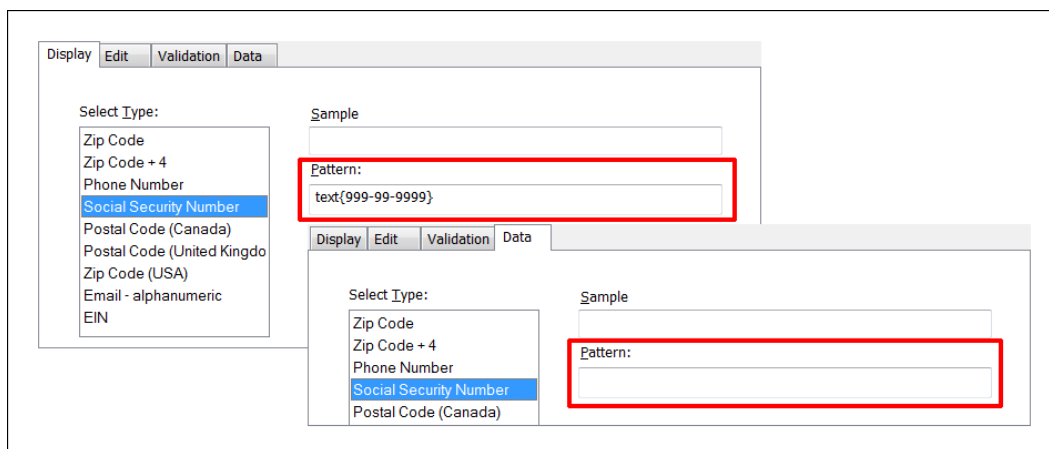 Display Edit Validation Data
Select Type:
Sample
Zip Code
Zip Code + 4
Phone Number
Social Security Number
Postal Code (Canada)
Postal Code (United Kingdo
Zip Code (USA)
Email - alphanumeric
EIN
Pattern:
text{999-99-9999}
Display Edit Validation Data
Select Type:
Sample
Zip Code
Zip Code + 4
Phone Number
Social Security Number
Postal Code (Canada)
Pattern: